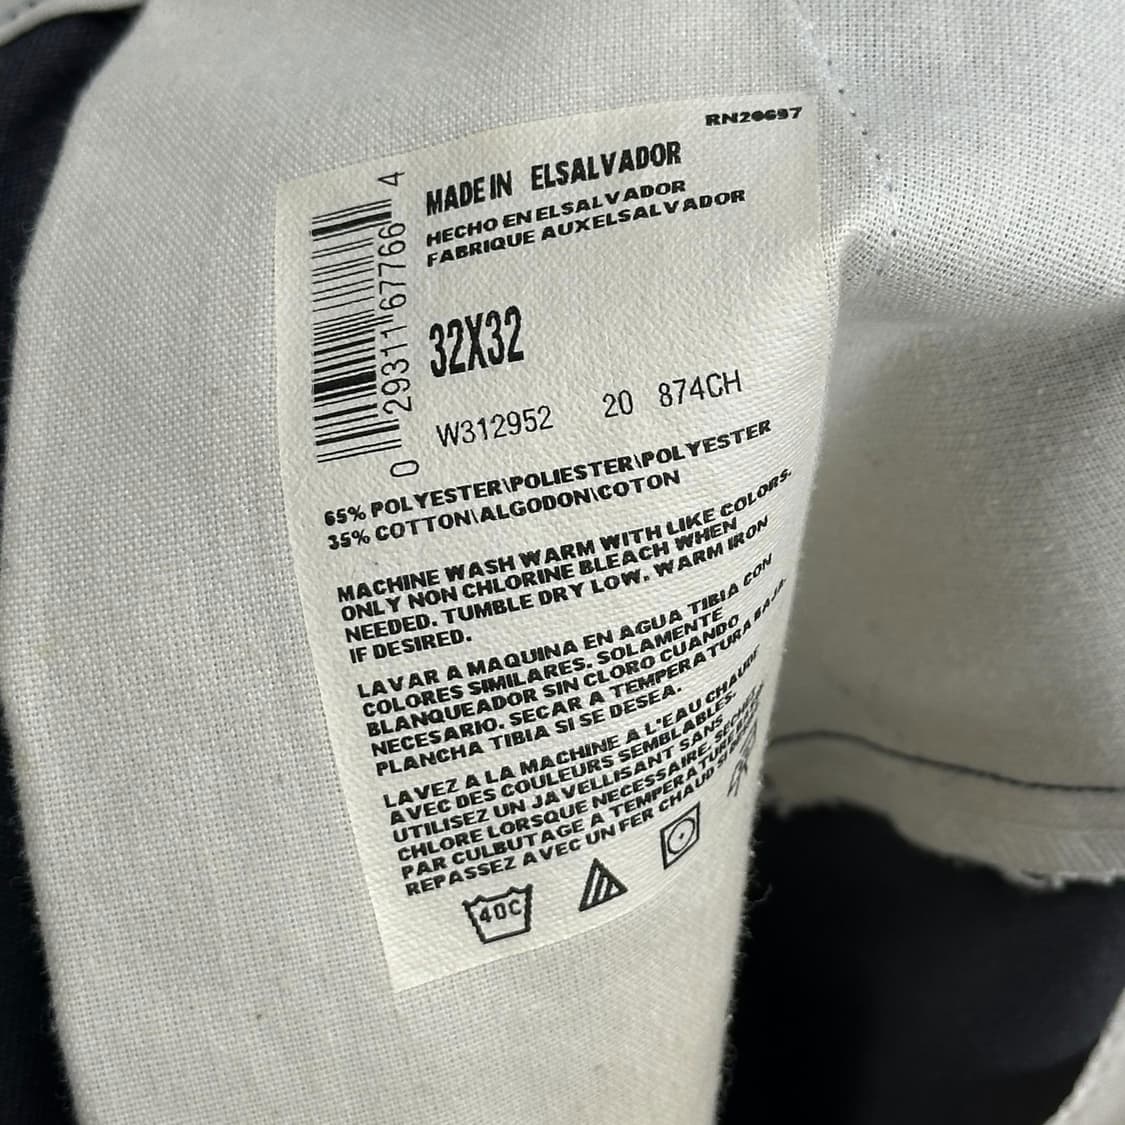 RN20697
MADE IN ELSALVADOR
HECHO EN ELSALVADOR
FABRIQUE AUXELSALVADOR
0 29311 67766 4
32X32
W312952 20 874CH
65% POLYESTER\POLIESTER\POLYESTER
35% COTTON\ALGODON\COTON
MACHINE WASH WARM WITH LIKE COLORS.
ONLY NON CHLORINE BLEACH WHEN
NEEDED. TUMBLE DRY LOW. WARM IRON
IF DESIRED.
LAVAR A MAQUINA EN AGUA TIBIA CON
COLORES SIMILARES. SOLAMENTE
BLANQUEADOR SIN CLORO CUANDO
NECESARIO. SECAR A TEMPERATURA BAJA.
PLANCHA TIBIA SI SE DESEA.
LAVEZ A LA MACHINE A L'EAU CHAUDE
AVEC DES COULEURS SEMBLABLES.
UTILISEZ UN JAVELLISANT SANS
CHLORE LORSQUE NECESSAIRE. SECHEZ
PAR CULBUTAGE A TEMPERATURE
REPASSEZ AVEC UN FER CHAUD SI
40C